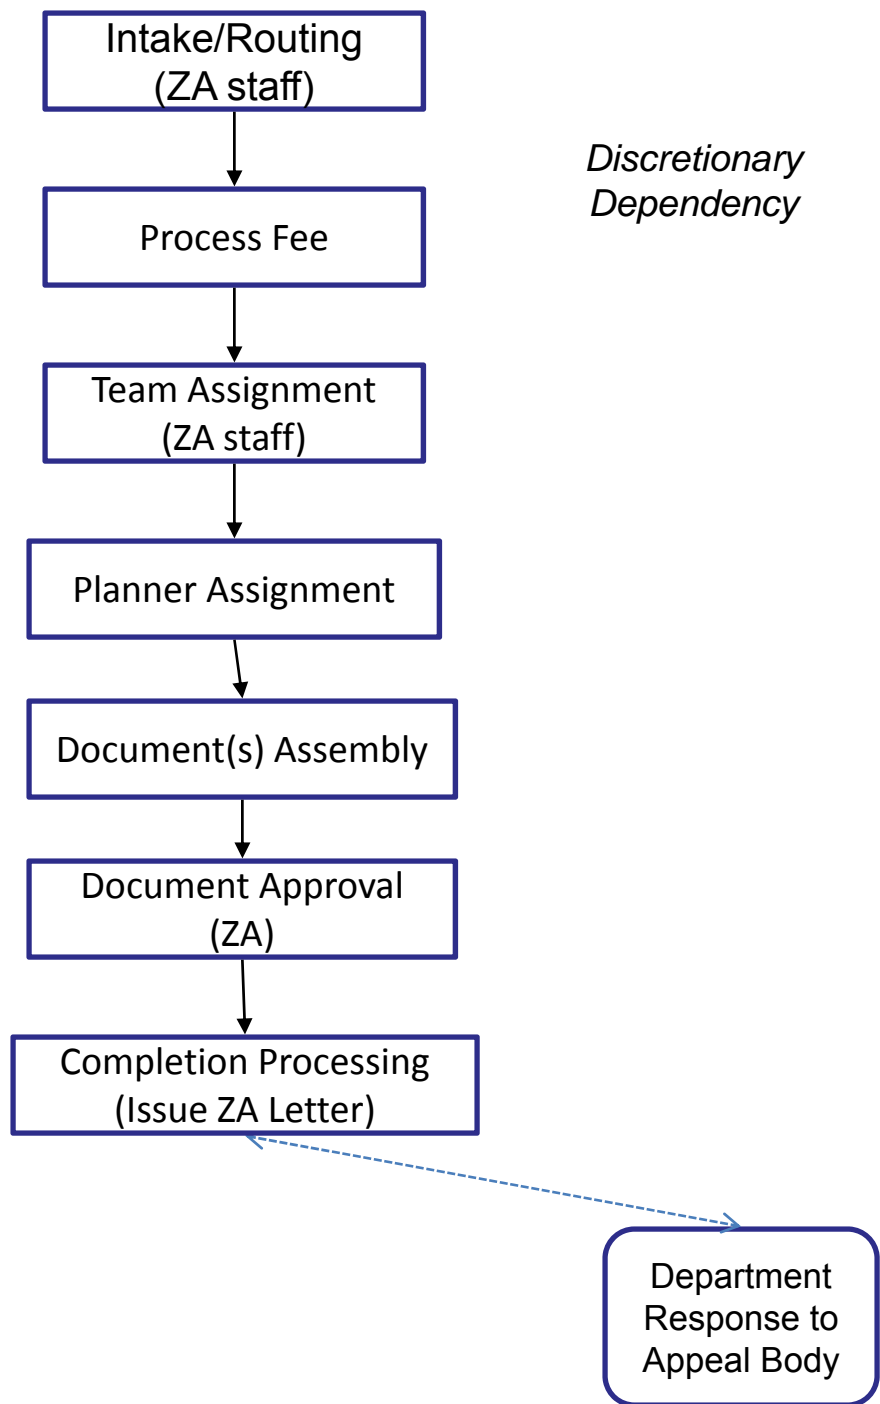 Intake/Routing
(ZA staff)
Discretionary
Dependency
Process Fee
Team Assignment
(ZA staff)
Planner Assignment
Document(s) Assembly
Document Approval
(ZA)
Completion Processing
(Issue ZA Letter)
Department
Response to
Appeal Body